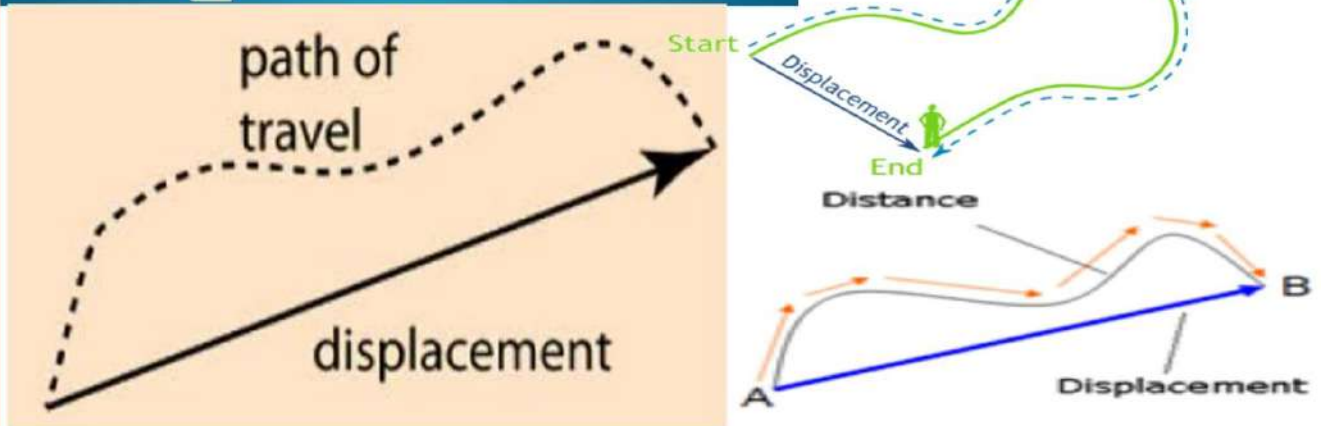 path of
travel
displacement
Start
Displacement
End
Distance
A
B
Displacement